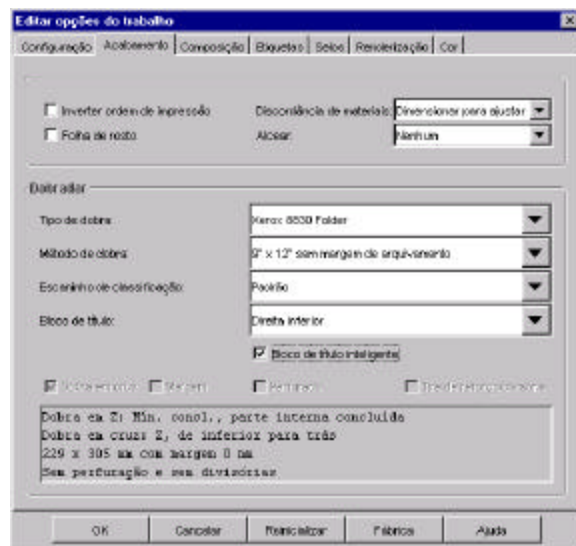 Editar opções do trabalho
Configuração Acabamento Composição Etiquetas Selos Renderização Cor
Inverter ordem de impressão Discordância de materiais: Dimensionar para ajustar
Folha de rosto Alcear: Nenhum
Dobrador
Tipo de dobra: Xerox 8830 Folder
Método de dobra: 9" x 12" sem margem de arquivamento
Escaninho de classificação: Padrão
Bloco de título: Direita inferior
Bloco de título inteligente
Margem Perfurado
Dobra em Z: Mín. concl., parte interna concluída
Dobra em cruz: Z, de inferior para trás
229 x 305 mm com margem 0 mm
Sem perfuração e sem divisórias
OK Cancelar Reinicializar Fábrica Ajuda